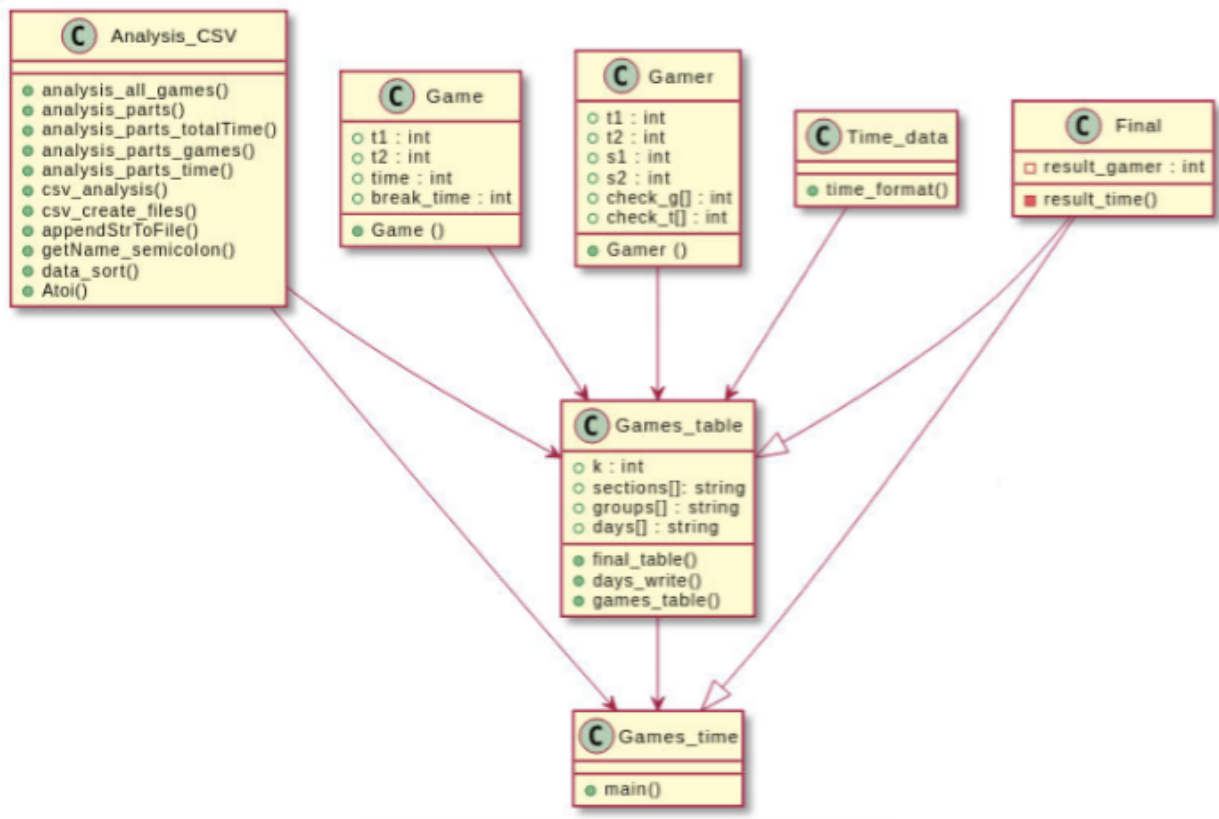 C Analysis_CSV
analysis_all_games()
analysis_parts()
analysis_parts_totalTime()
analysis_parts_games()
analysis_parts_time()
csv_analysis()
csv_create_files()
appendStrToFile()
getName_semicolon()
data_sort()
Atoi()
C Game
t1 : int
t2 : int
time : int
break_time : int
Game ()
C Gamer
t1 : int
t2 : int
s1 : int
s2 : int
check_g[] : int
check_t[] : int
Gamer ()
C Time_data
time_format()
C Final
result_gamer : int
result_time()
C Games_table
k : int
sections[]: string
groups[] : string
days[] : string
final_table()
days_write()
games_table()
C Games_time
main()